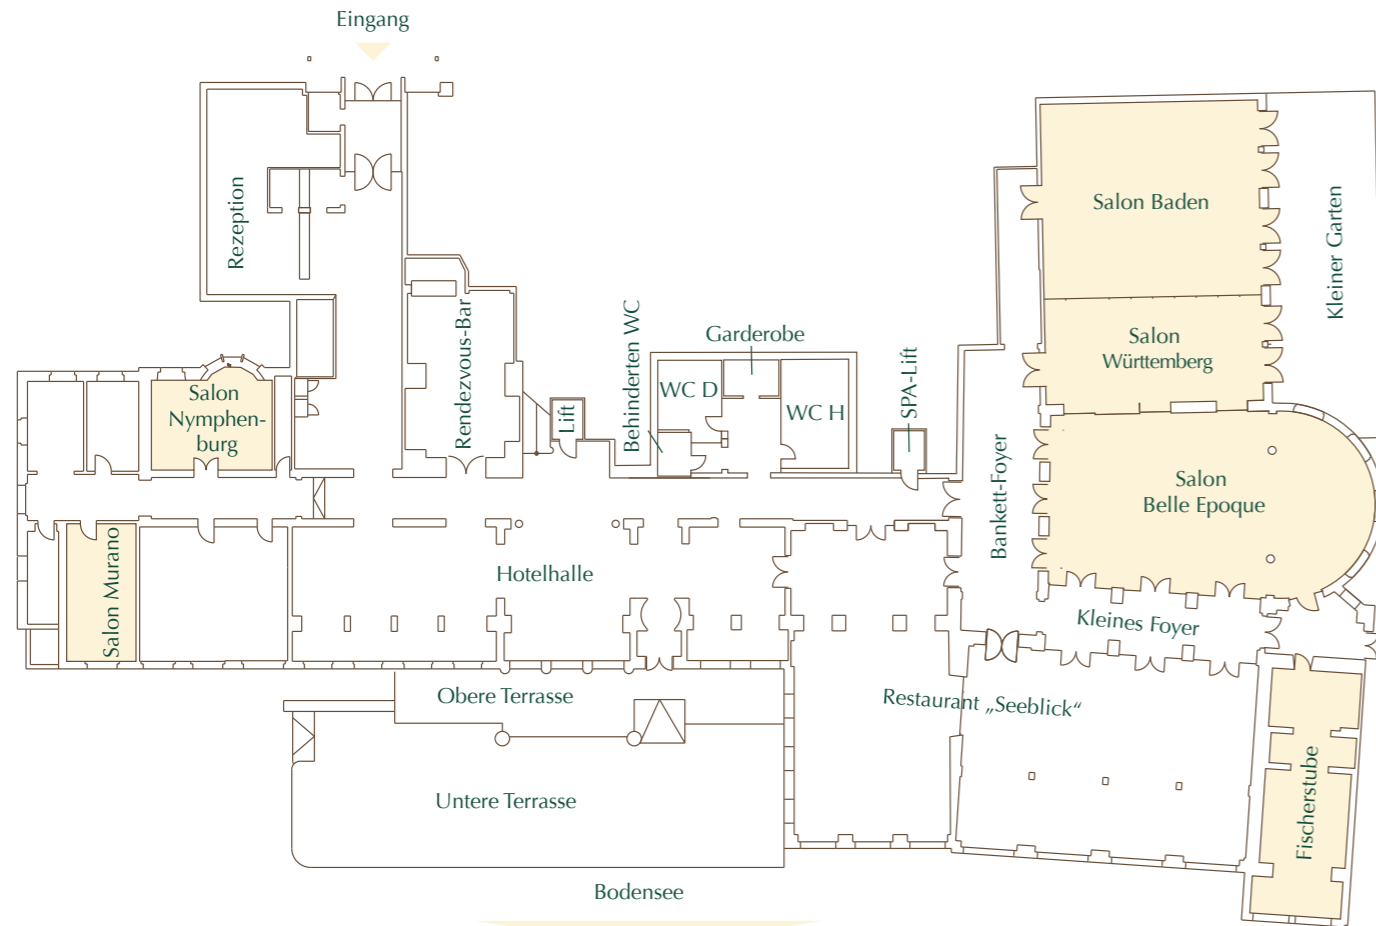 Eingang
Rezeption
Rendezvous-Bar
Salon
Nymphen-
burg
Salon Murano
Lift
Behinderten WC
WC D
Garderobe
WC H
SPA-Lift
Hotelhalle
Bankett-Foyer
Salon Baden
Kleiner Garten
Salon
Württemberg
Salon
Belle Epoque
Kleines Foyer
Obere Terrasse
Restaurant „Seeblick“
Untere Terrasse
Fischerstube
Bodensee